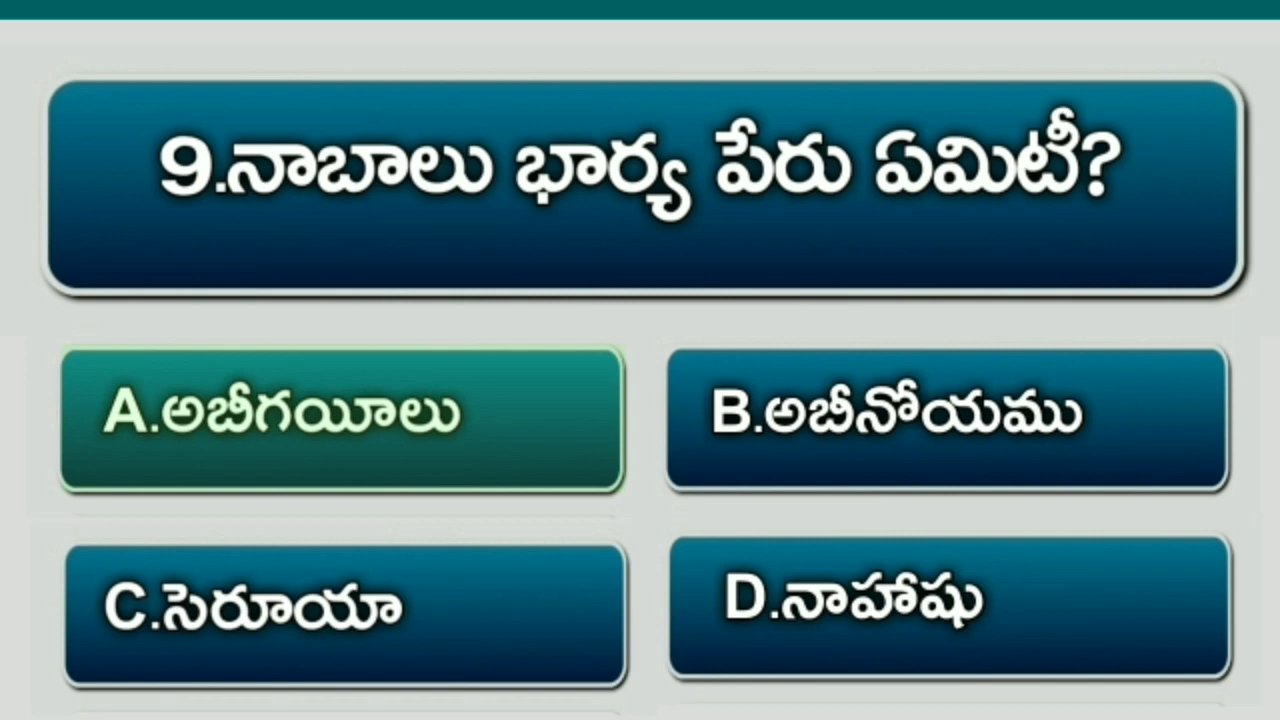 9.నాబాలు భార్య పేరు ఏమిటీ?
A.అబీగయీలు
B.అబీనోయము
C.సెరూయా
D.నాహాషు